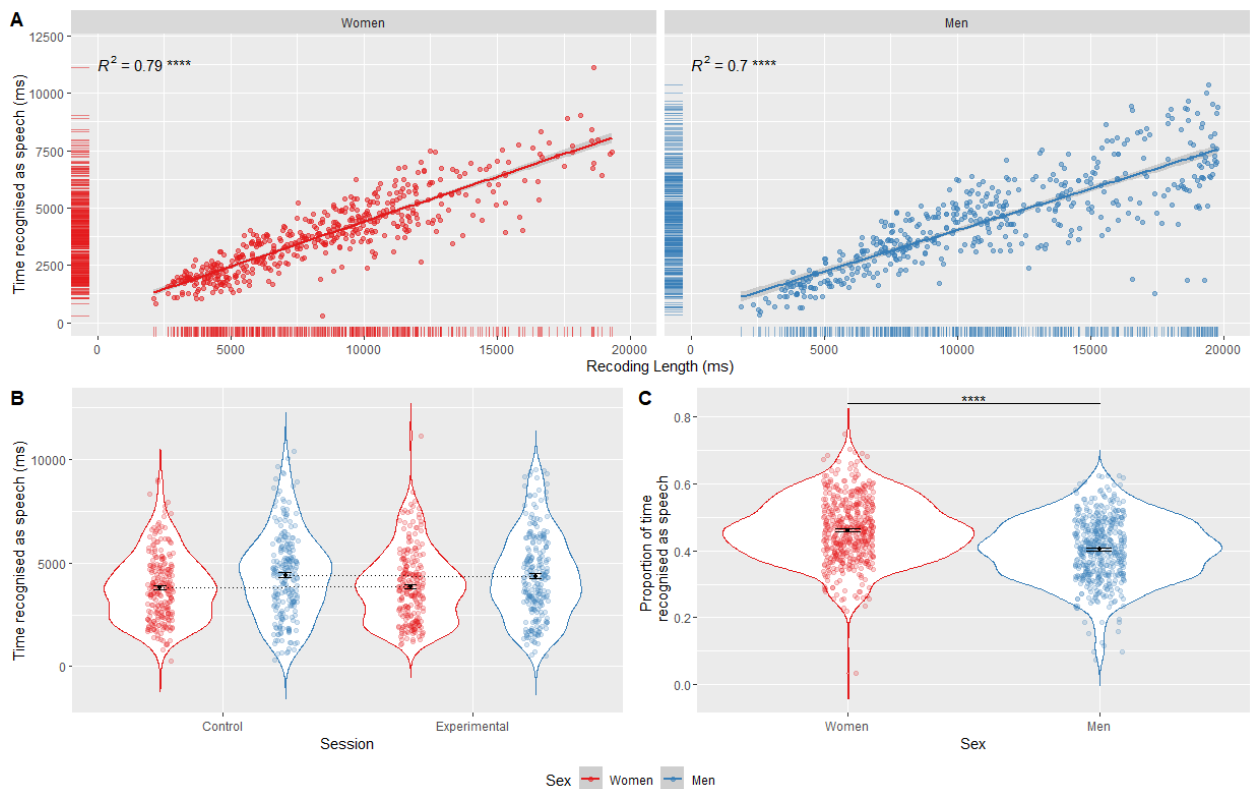 A
Women
Men
R² = 0.79 ****
R² = 0.7 ****
Time recognised as speech (ms)
12500
10000
7500
5000
2500
0
0
5000
10000
15000
20000
0
5000
10000
15000
20000
Recoding Length (ms)
B
Time recognised as speech (ms)
10000
5000
0
Control
Experimental
Session
C
****
Proportion of time
recognised as speech
0.8
0.6
0.4
0.2
0.0
Women
Men
Sex
Sex Women Men